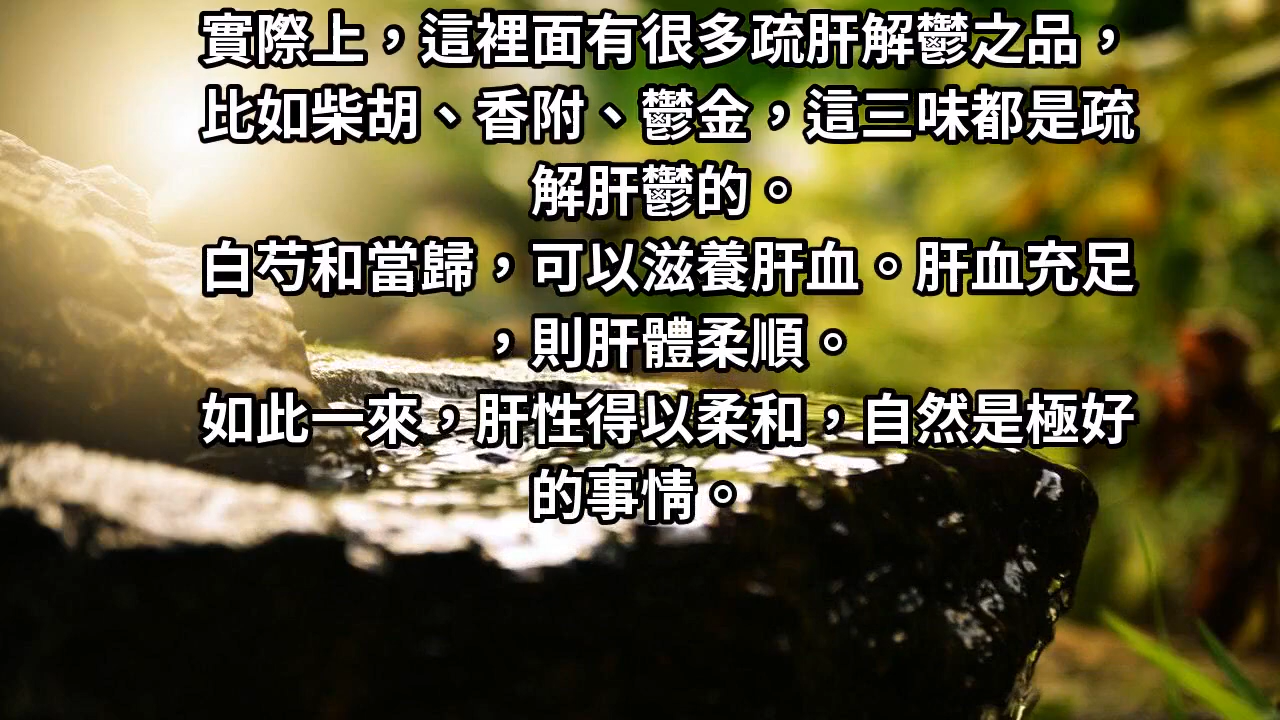 實際上，這裡面有很多疏肝解鬱之品，
比如柴胡、香附、鬱金，這三味都是疏
解肝鬱的。
白芍和當歸，可以滋養肝血。肝血充足
，則肝體柔順。
如此一來，肝性得以柔和，自然是極好
的事情。